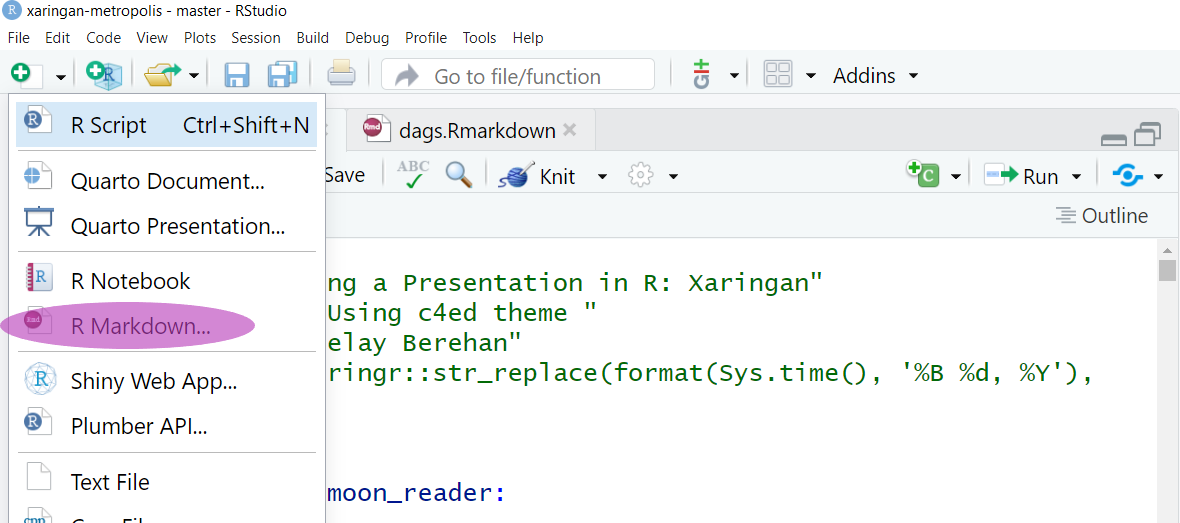 xaringan-metropolis - master - RStudio
File Edit Code View Plots Session Build Debug Profile Tools Help
Go to file/function Addins
R Script Ctrl+Shift+N
dags.Rmarkdown
Quarto Document...
Save ABC Knit Run
Quarto Presentation...
Outline
R Notebook
ng a Presentation in R: Xaringan"
R Markdown...
Using c4ed theme "
elay Berehan"
Shiny Web App...
ringr::str_replace(format(Sys.time(), '%B %d, %Y'),
Plumber API...
Text File
moon_reader: